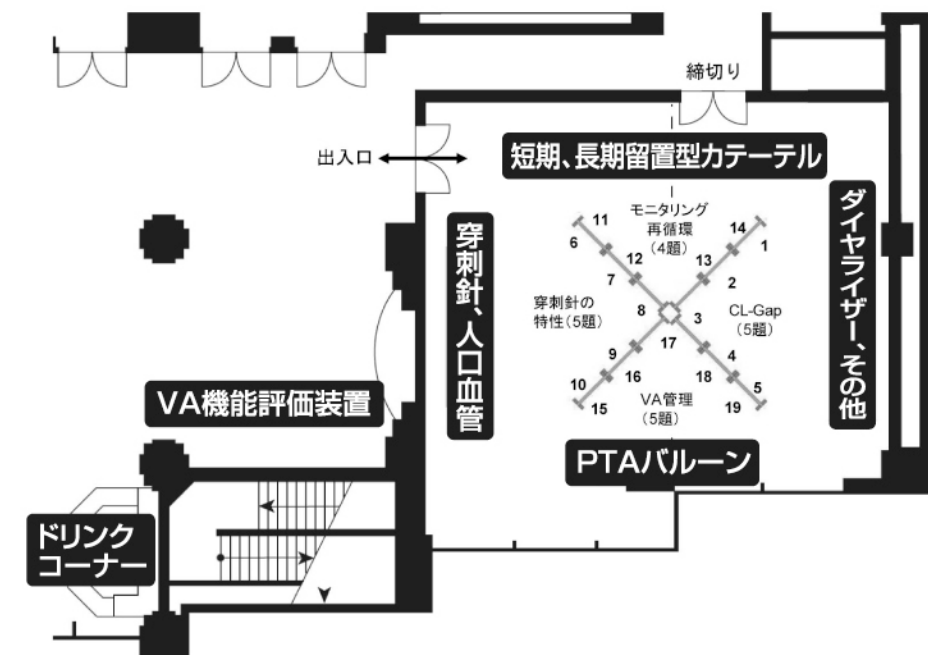 締切り
出入口
短期、長期留置型カテーテル
モニタリング
再循環
(4題)
11
14
6
1
12
13
7
2
穿刺針、人口血管
ダイヤライザー、その他
穿刺針の
特性(5題)
8
3
CL-Gap
(5題)
17
9
4
10
16
18
5
15
VA管理
(5題)
19
VA機能評価装置
PTAバルーン
ドリンク
コーナー